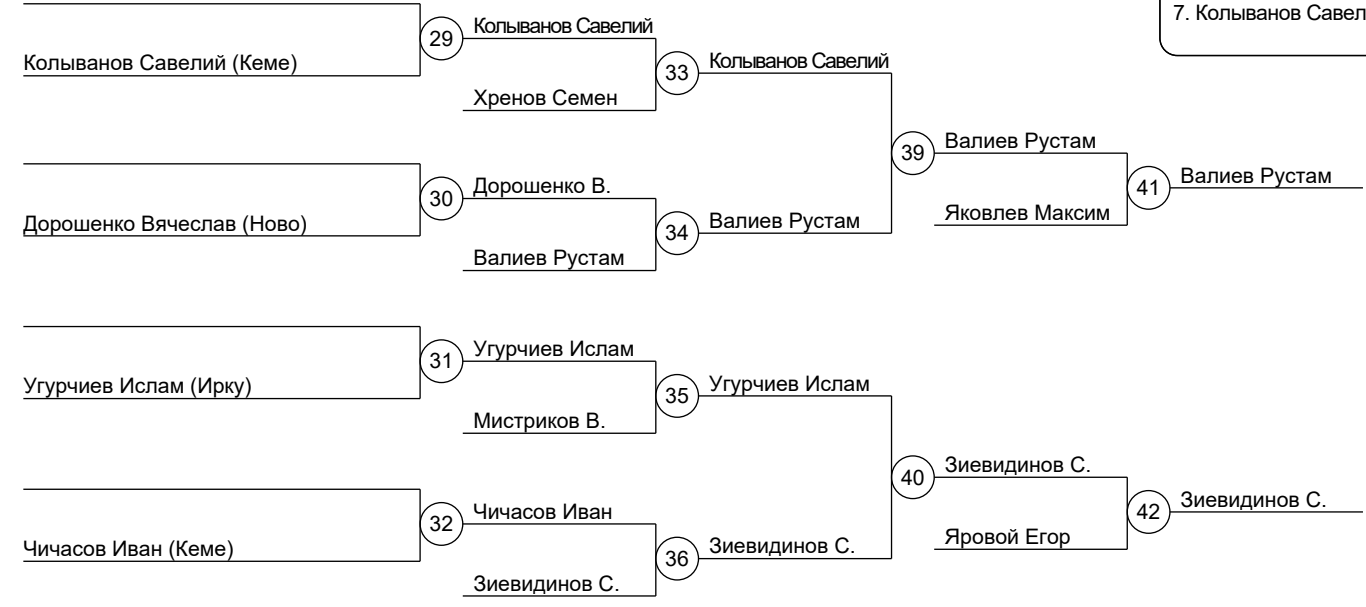 7. Колыванов Савел
29
Колыванов Савелий
Колыванов Савелий (Кеме)
33
Колыванов Савелий
Хренов Семен
39
Валиев Рустам
30
Дорошенко В.
41
Валиев Рустам
Дорошенко Вячеслав (Ново)
34
Валиев Рустам
Яковлев Максим
Валиев Рустам
31
Угурчиев Ислам
Угурчиев Ислам (Ирку)
35
Угурчиев Ислам
Мистриков В.
40
Зиевидинов С.
32
Чичасов Иван
42
Зиевидинов С.
Чичасов Иван (Кеме)
36
Зиевидинов С.
Яровой Егор
Зиевидинов С.